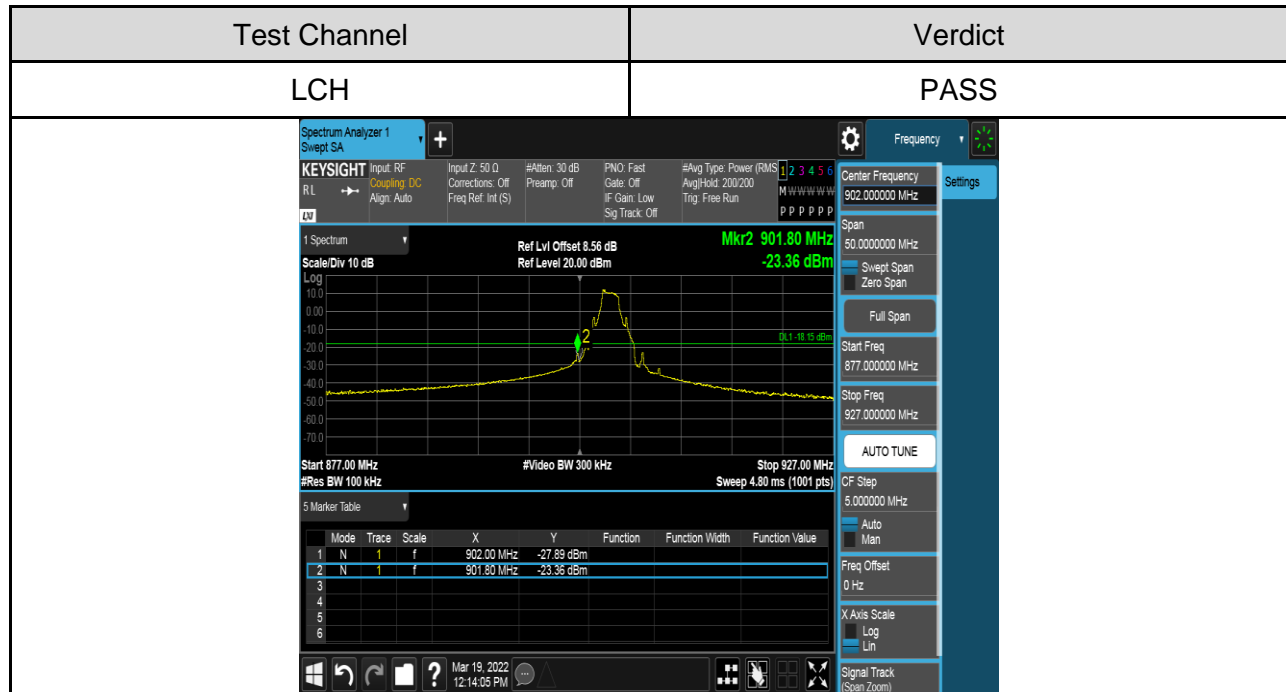 Test Channel Verdict
LCH PASS
Spectrum Analyzer 1
Swept SA
+
Frequency
KEYSIGHT
R L
LXI
Input: RF
Coupling: DC
Align: Auto
Input Z: 50 Ω
Corrections: Off
Freq Ref: Int (S)
#Atten: 30 dB
Preamp: Off
PNO: Fast
Gate: Off
IF Gain: Low
Sig Track: Off
#Avg Type: Power (RMS
Avg|Hold: 200/200
Trig: Free Run
1 2 3 4 5 6
M W W W W W
P P P P P P
1 Spectrum
Scale/Div 10 dB
Ref Lvl Offset 8.56 dB
Ref Level 20.00 dBm
Mkr2 901.80 MHz
-23.36 dBm
Log
10.0
0.00
-10.0
-20.0
-30.0
-40.0
-50.0
-60.0
-70.0
2
DL1 -18.15 dBm
Start 877.00 MHz #Video BW 300 kHz Stop 927.00 MHz
#Res BW 100 kHz Sweep 4.80 ms (1001 pts)
5 Marker Table
Mode Trace Scale X Y Function Function Width Function Value
1 N 1 f 902.00 MHz -27.89 dBm
2 N 1 f 901.80 MHz -23.36 dBm
3
4
5
6
?
Mar 19, 2022
12:14:05 PM
Center Frequency
902.000000 MHz
Settings
Span
50.0000000 MHz
Swept Span
Zero Span
Full Span
Start Freq
877.000000 MHz
Stop Freq
927.000000 MHz
AUTO TUNE
CF Step
5.000000 MHz
Auto
Man
Freq Offset
0 Hz
X Axis Scale
Log
Lin
Signal Track
(Span Zoom)